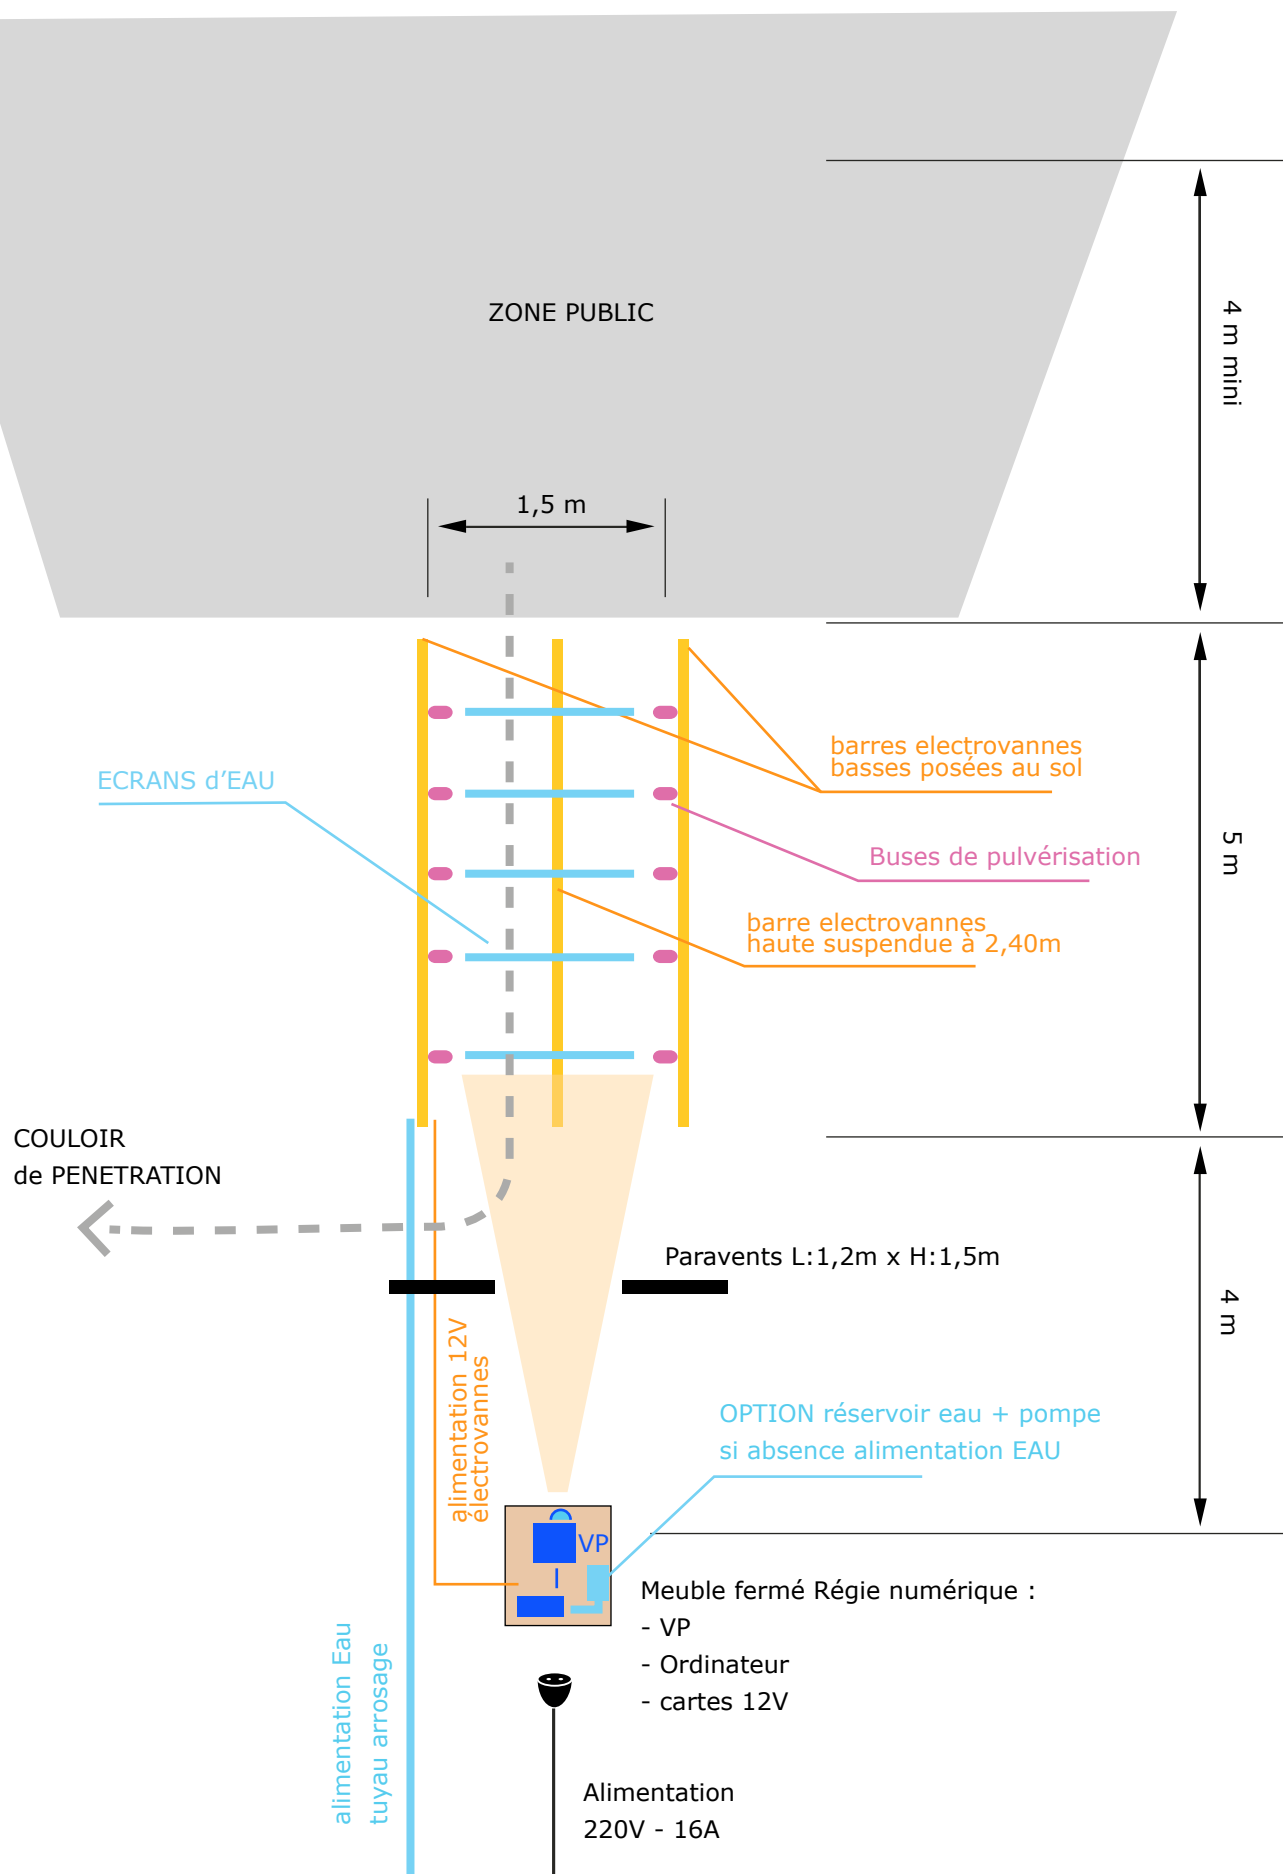 ZONE PUBLIC
4 m mini
1,5 m
barres electrovannes
basses posées au sol
ECRANS d'EAU
Buses de pulvérisation
5 m
barre electrovannes
haute suspendue à 2,40m
COULOIR
de PENETRATION
Paravents L:1,2m x H:1,5m
4 m
alimentation 12V
électrovannes
OPTION réservoir eau + pompe
si absence alimentation EAU
VP
Meuble fermé Régie numérique :
- VP
- Ordinateur
- cartes 12V
alimentation Eau
tuyau arrosage
Alimentation
220V - 16A